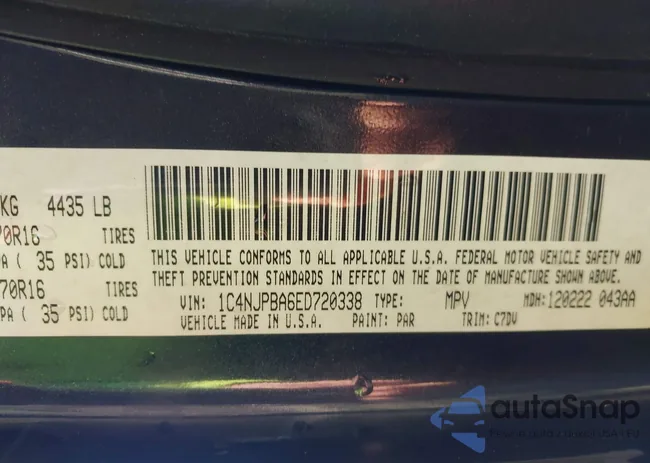 KG 4435 LB
70R16 TIRES
PA ( 35 PSI) COLD
70R16 TIRES
PA ( 35 PSI) COLD
THIS VEHICLE CONFORMS TO ALL APPLICABLE U.S.A. FEDERAL MOTOR VEHICLE SAFETY AND
THEFT PREVENTION STANDARDS IN EFFECT ON THE DATE OF MANUFACTURE SHOWN ABOVE.
VIN: 1C4NJPBA6ED720338 TYPE: MPV MDH: 120222 043AA
VEHICLE MADE IN U.S.A. PAINT: PAR TRIM: C7DV
autaSnap